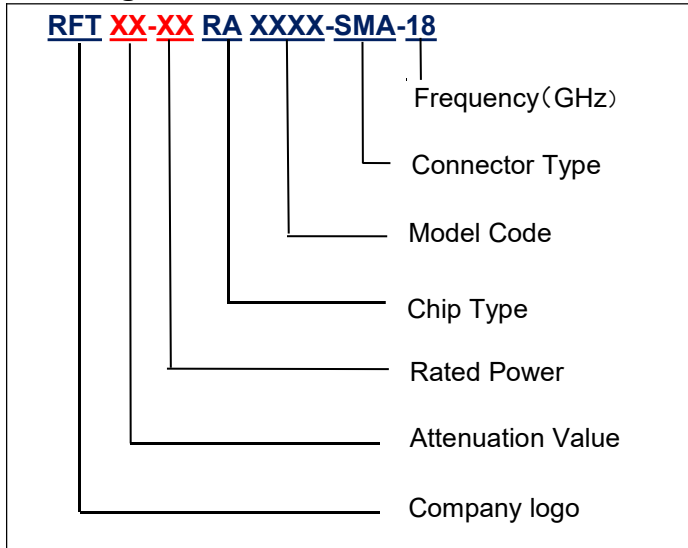 RFT XX-XX RA XXXX-SMA-18
Frequency（GHz）
Connector Type
Model Code
Chip Type
Rated Power
Attenuation Value
Company logo